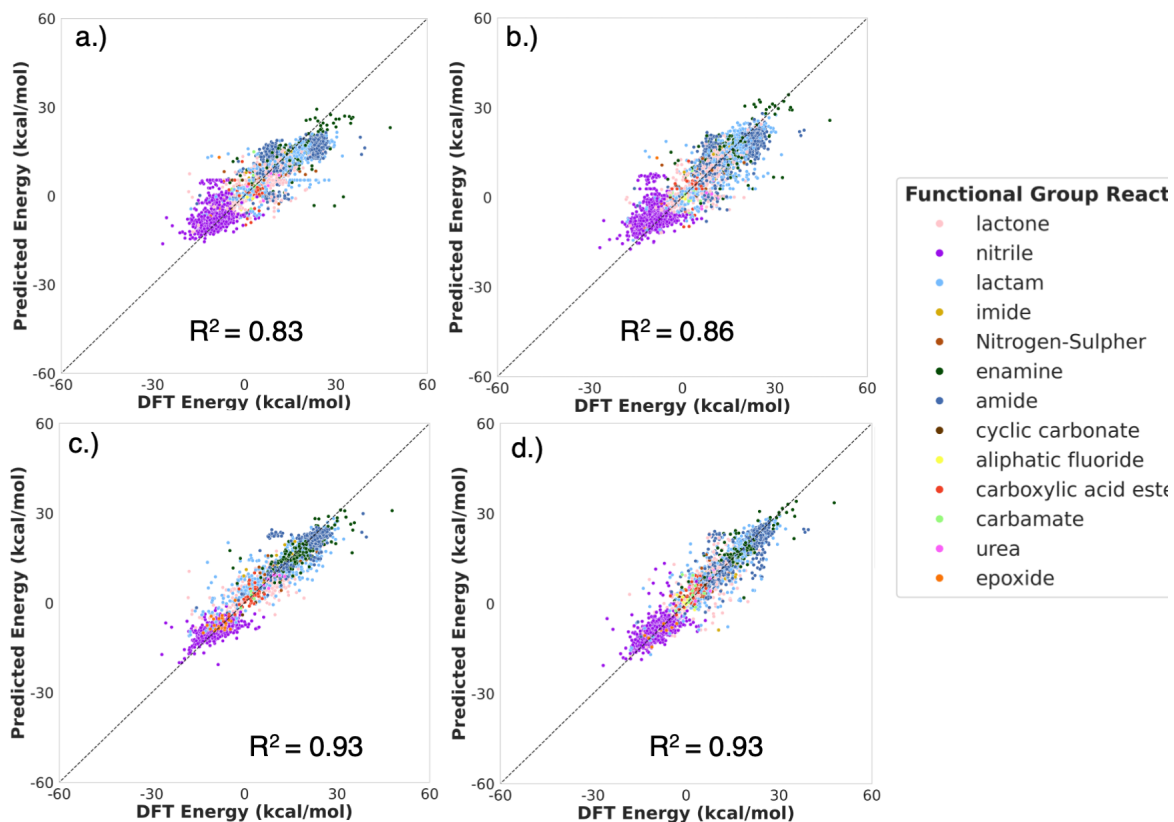 a.)
60
30
0
-30
-60
-60
-30
0
30
60
Predicted Energy (kcal/mol)
DFT Energy (kcal/mol)
R² = 0.83
b.)
60
30
0
-30
-60
-60
-30
0
30
60
Predicted Energy (kcal/mol)
DFT Energy (kcal/mol)
R² = 0.86
c.)
60
30
0
-30
-60
-60
-30
0
30
60
Predicted Energy (kcal/mol)
DFT Energy (kcal/mol)
R² = 0.93
d.)
60
30
0
-30
-60
-60
-30
0
30
60
Predicted Energy (kcal/mol)
DFT Energy (kcal/mol)
R² = 0.93
Functional Group React
lactone
nitrile
lactam
imide
Nitrogen-Sulpher
enamine
amide
cyclic carbonate
aliphatic fluoride
carboxylic acid este
carbamate
urea
epoxide